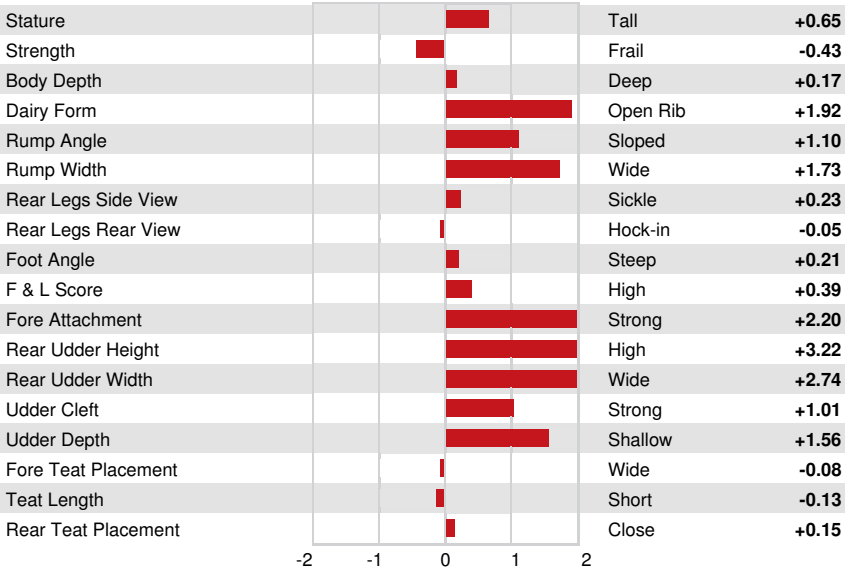 Stature Tall +0.65
Strength Frail -0.43
Body Depth Deep +0.17
Dairy Form Open Rib +1.92
Rump Angle Sloped +1.10
Rump Width Wide +1.73
Rear Legs Side View Sickle +0.23
Rear Legs Rear View Hock-in -0.05
Foot Angle Steep +0.21
F & L Score High +0.39
Fore Attachment Strong +2.20
Rear Udder Height High +3.22
Rear Udder Width Wide +2.74
Udder Cleft Strong +1.01
Udder Depth Shallow +1.56
Fore Teat Placement Wide -0.08
Teat Length Short -0.13
Rear Teat Placement Close +0.15
-2 -1 0 1 2